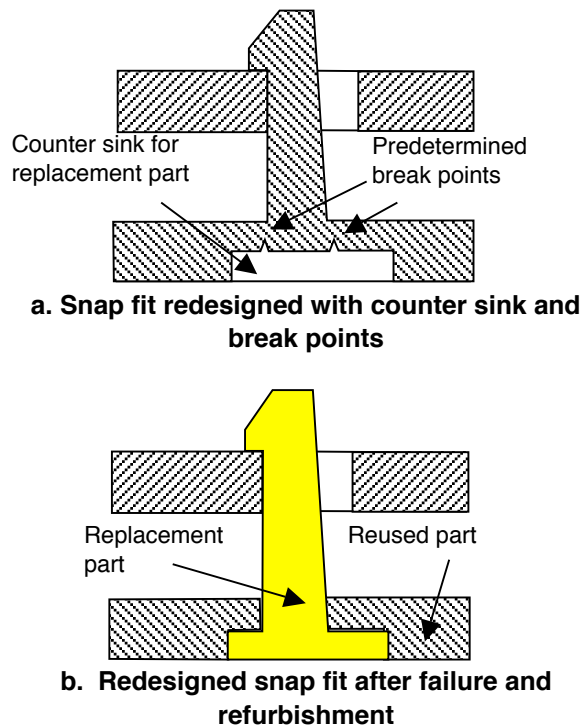 Counter sink for
replacement part
Predetermined
break points
a. Snap fit redesigned with counter sink and
break points
Replacement
part
Reused part
b. Redesigned snap fit after failure and
refurbishment